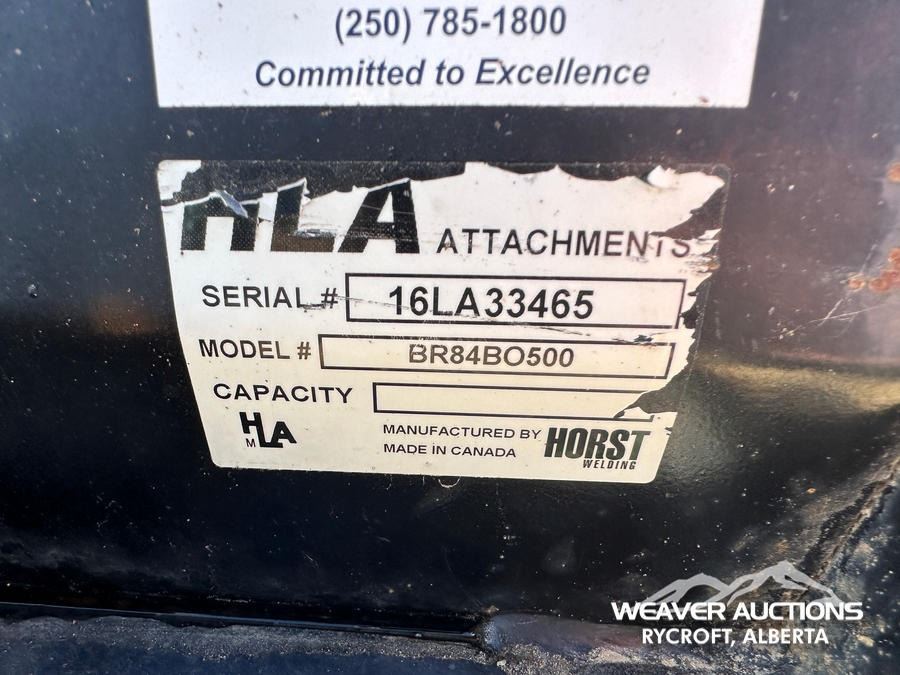 (250) 785-1800
Committed to Excellence
HLA ATTACHMENTS
SERIAL # 16LA33465
MODEL # BR84BO500
CAPACITY
HLA
M
MANUFACTURED BY HORST
WELDING
MADE IN CANADA
WEAVER AUCTIONS
RYCROFT, ALBERTA